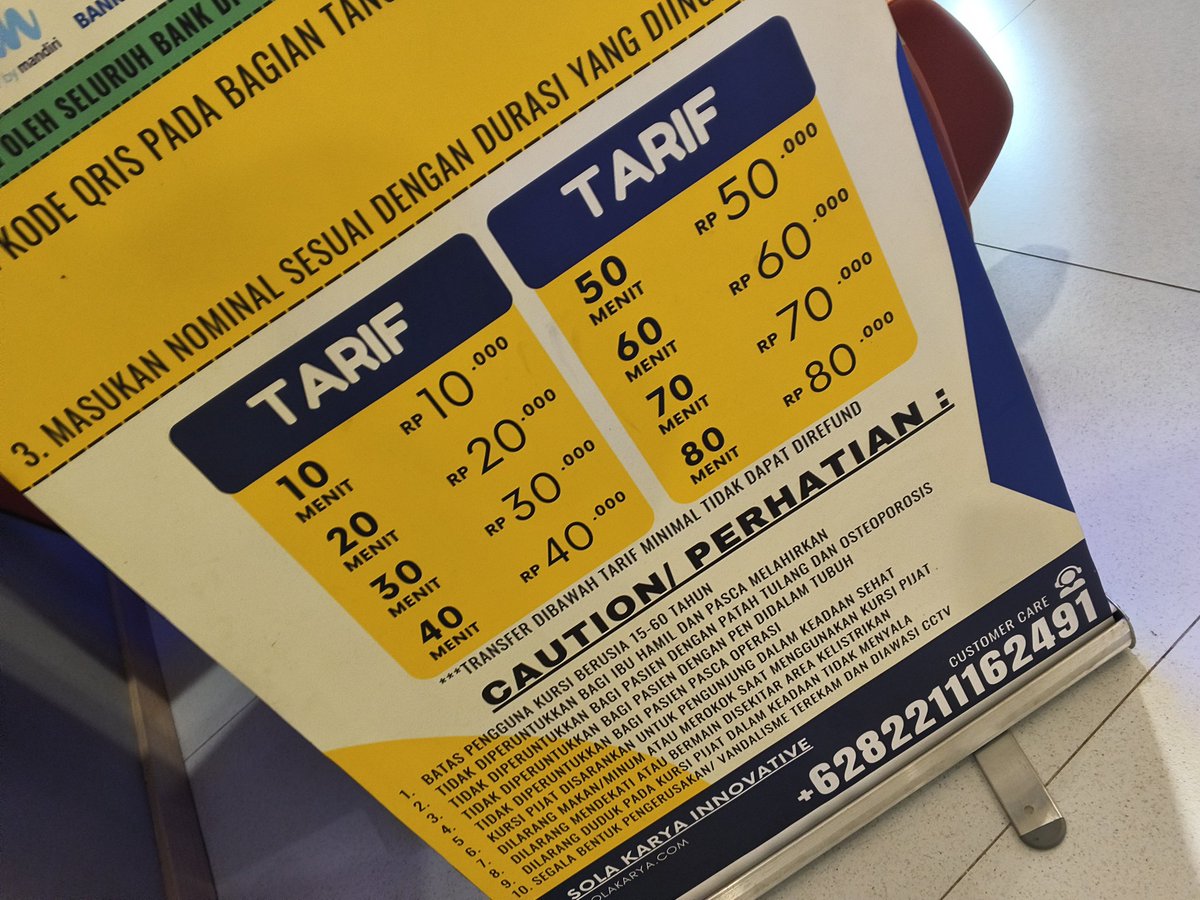 by mandiri
BANK
OLEH SELURUH BANK
KODE QRIS PADA BAGIAN
3. MASUKAN NOMINAL SESUAI DENGAN DURASI YANG
TARIF
10 MENIT RP 10.000
20 MENIT RP 20.000
30 MENIT RP 30.000
40 MENIT RP 40.000
TARIF
50 MENIT RP 50.000
60 MENIT RP 60.000
70 MENIT RP 70.000
80 MENIT RP 80.000
***TRANSFER DIBAWAH TARIF MINIMAL TIDAK DAPAT DIREFUND
CAUTION/ PERHATIAN :
1. BATAS PENGGUNA KURSI BERUSIA 15-60 TAHUN
2. TIDAK DIPERUNTUKKAN BAGI IBU HAMIL DAN PASCA MELAHIRKAN
3. TIDAK DIPERUNTUKKAN BAGI PASIEN DENGAN PATAH TULANG DAN OSTEOPOROSIS
4. TIDAK DIPERUNTUKKAN BAGI PASIEN DENGAN PEN DIDALAM TUBUH
5 TIDAK DIPERUNTUKAN BAGI PASIEN PASCA OPERASI
6. KURSI PIJAT DISARANKAN UNTUK PENGUNJUNG DALAM KEADAAN SEHAT
7. DILARANG MAKAN/MINUM ATAU MEROKOK SAAT MENGGUNAKAN KURSI PIJAT .
8. DILARANG MENDEKAT ATAU BERMAIN DISEKITAR AREA KELISTRIKAN
9. DILARANG DUDUK PADA KURSI PIJAT DALAM KEADAAN TIDAK MENYALA
10. SEGALA BENTUK PENGERUSAKAN/ VANDALISME TEREKAM DAN DIAWASI CCTV
CUSTOMER CARE
+6282211162491
SOLA KARYA INNOVATIVE
OLAKARYA.COM